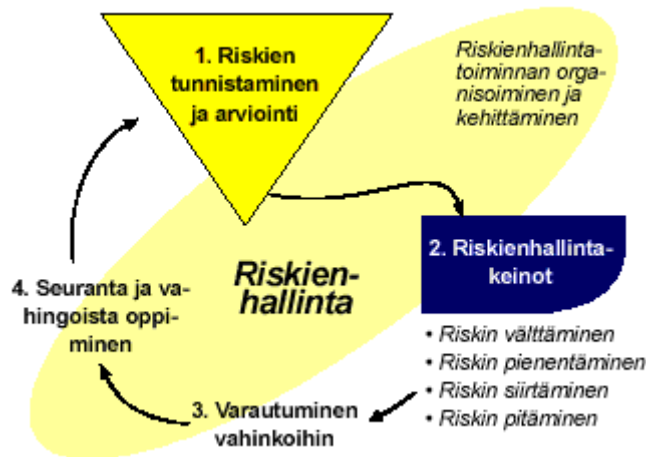 1. Riskien
tunnistaminen
ja arviointi
Riskienhallinta-
toiminnan orga-
nisoiminen ja
kehittäminen
2. Riskienhallinta-
keinot
• Riskin välttäminen
• Riskin pienentäminen
• Riskin siirtäminen
• Riskin pitäminen
3. Varautuminen
vahinkoihin
4. Seuranta ja va-
hingoista oppi-
minen
Riskien-
hallinta